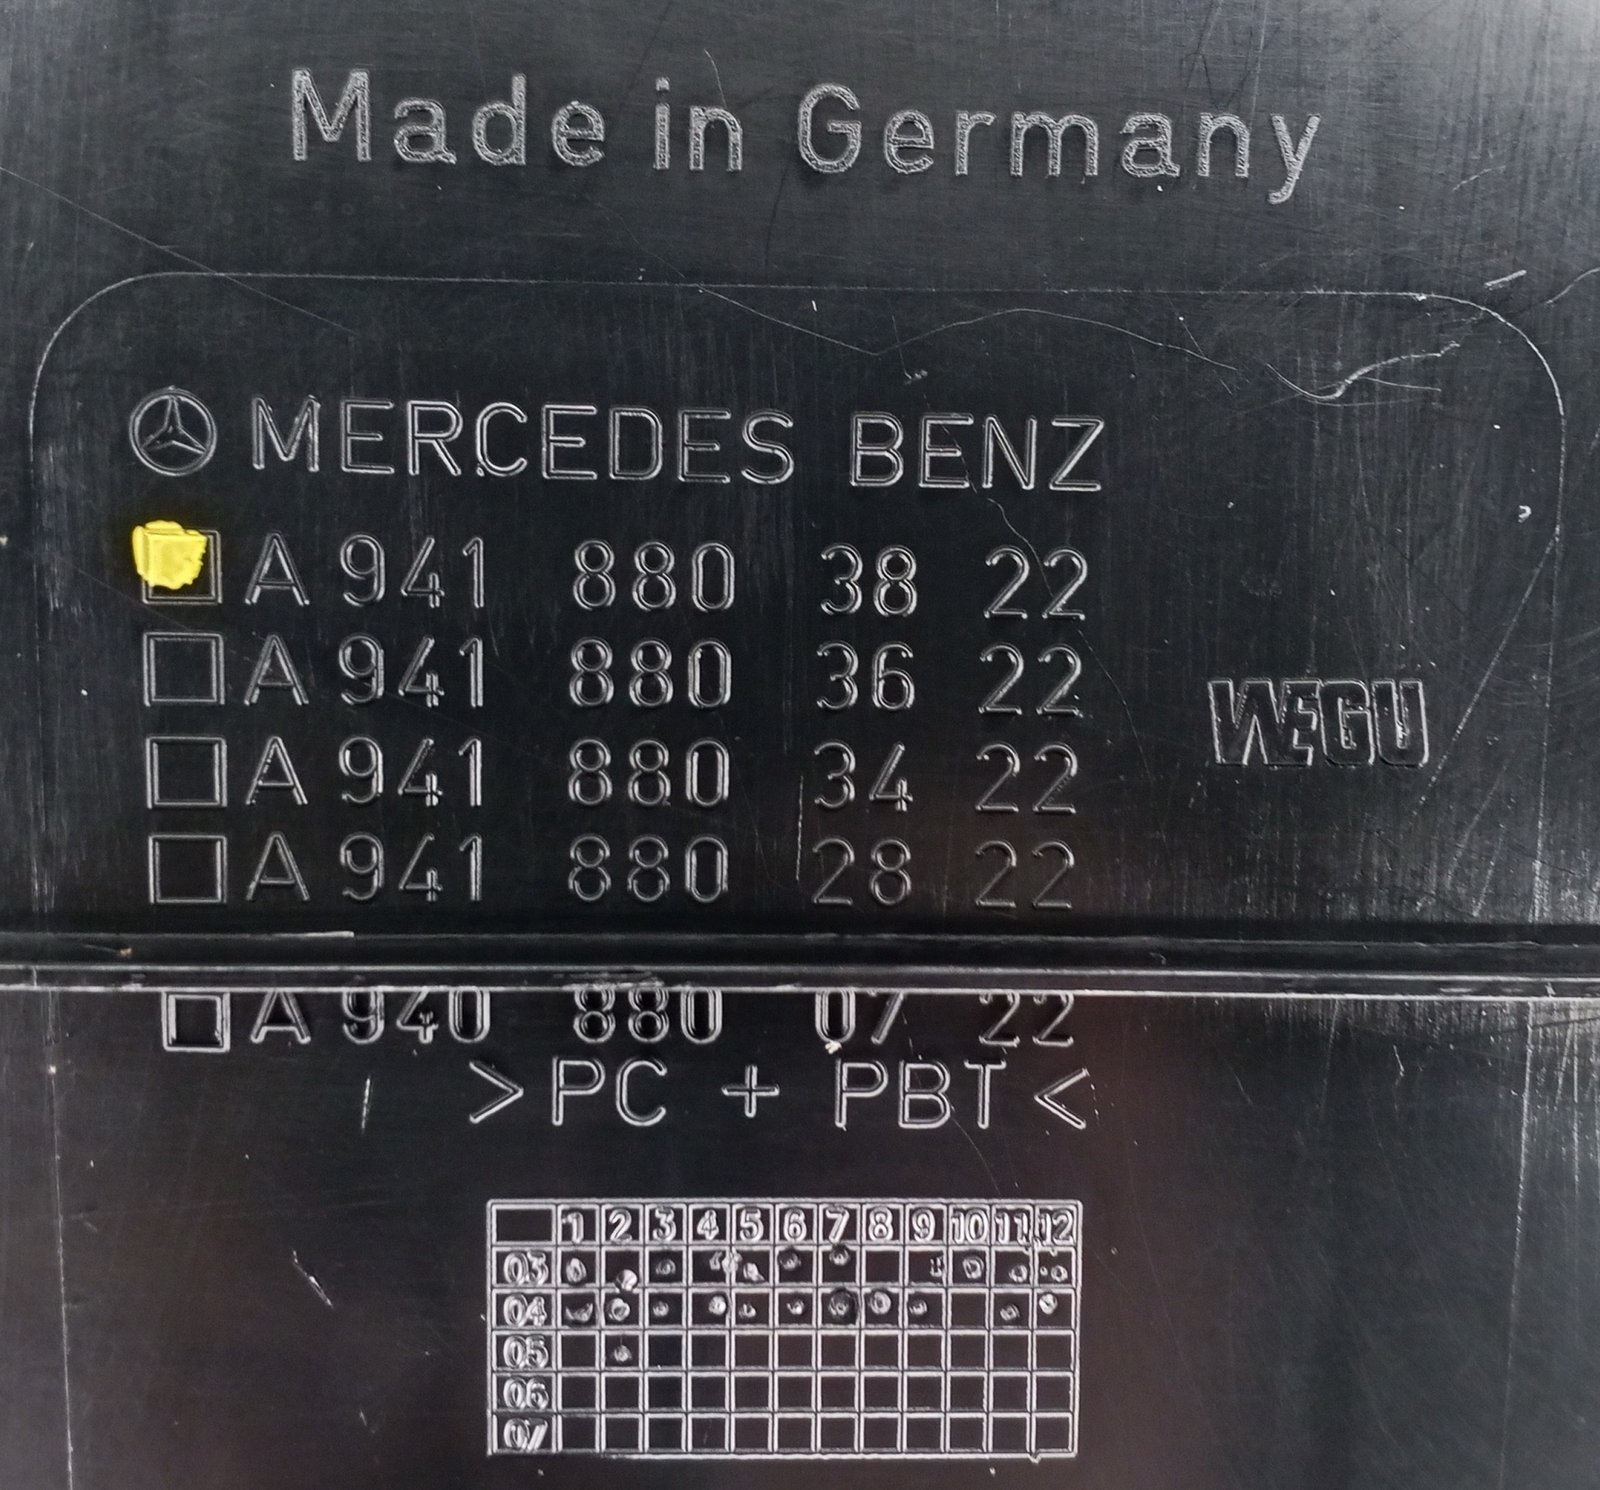 Made in Germany
MERCEDES BENZ
A 941 880 38 22
A 941 880 36 22
A 941 880 34 22
A 941 880 28 22
WEGU
A 940 880 07 22
>PC + PBT<
1 2 3 4 5 6 7 8 9 10 11 12
03
04
05
06
07